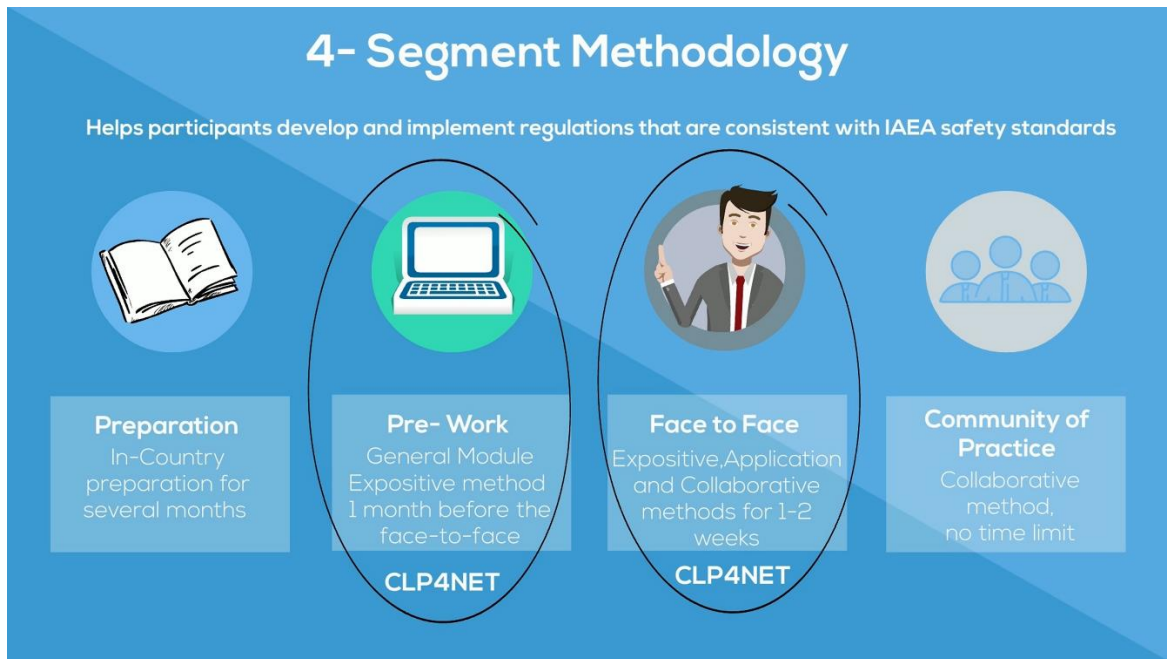 4- Segment Methodology
Helps participants develop and implement regulations that are consistent with IAEA safety standards
Preparation
In-Country
preparation for
several months
Pre- Work
General Module
Expositive method
1 month before the
face-to-face
CLP4NET
Face to Face
Expositive,Application
and Collaborative
methods for 1-2
weeks
CLP4NET
Community of
Practice
Collaborative
method,
no time limit